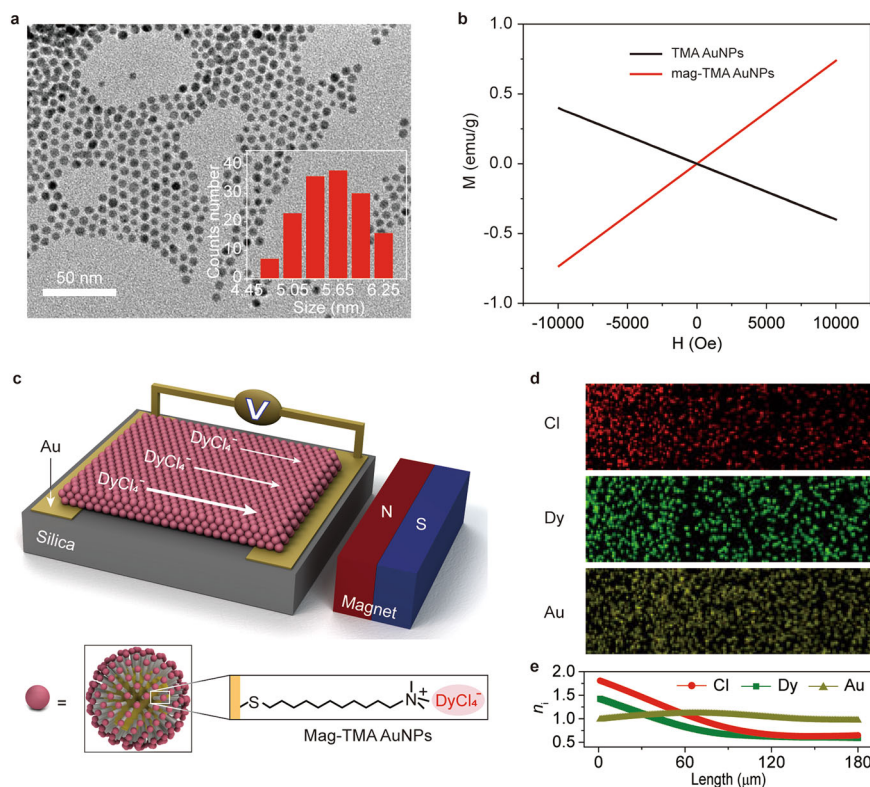 a
50 nm
Counts number
40
30
20
10
0
4.45 5.05 5.65 6.25
Size (nm)
b
TMA AuNPs
mag-TMA AuNPs
M (emu/g)
1.0
0.5
0.0
-0.5
-1.0
-10000 -5000 0 5000 10000
H (Oe)
c
V
Au
DyCl₄⁻
DyCl₄⁻
DyCl₄⁻
Silica
N S
Magnet
=
S N + DyCl₄⁻
Mag-TMA AuNPs
d
Cl
Dy
Au
e
Cl Dy Au
nᵢ
2.0
1.5
1.0
0.5
0 60 120 180
Length (μm)